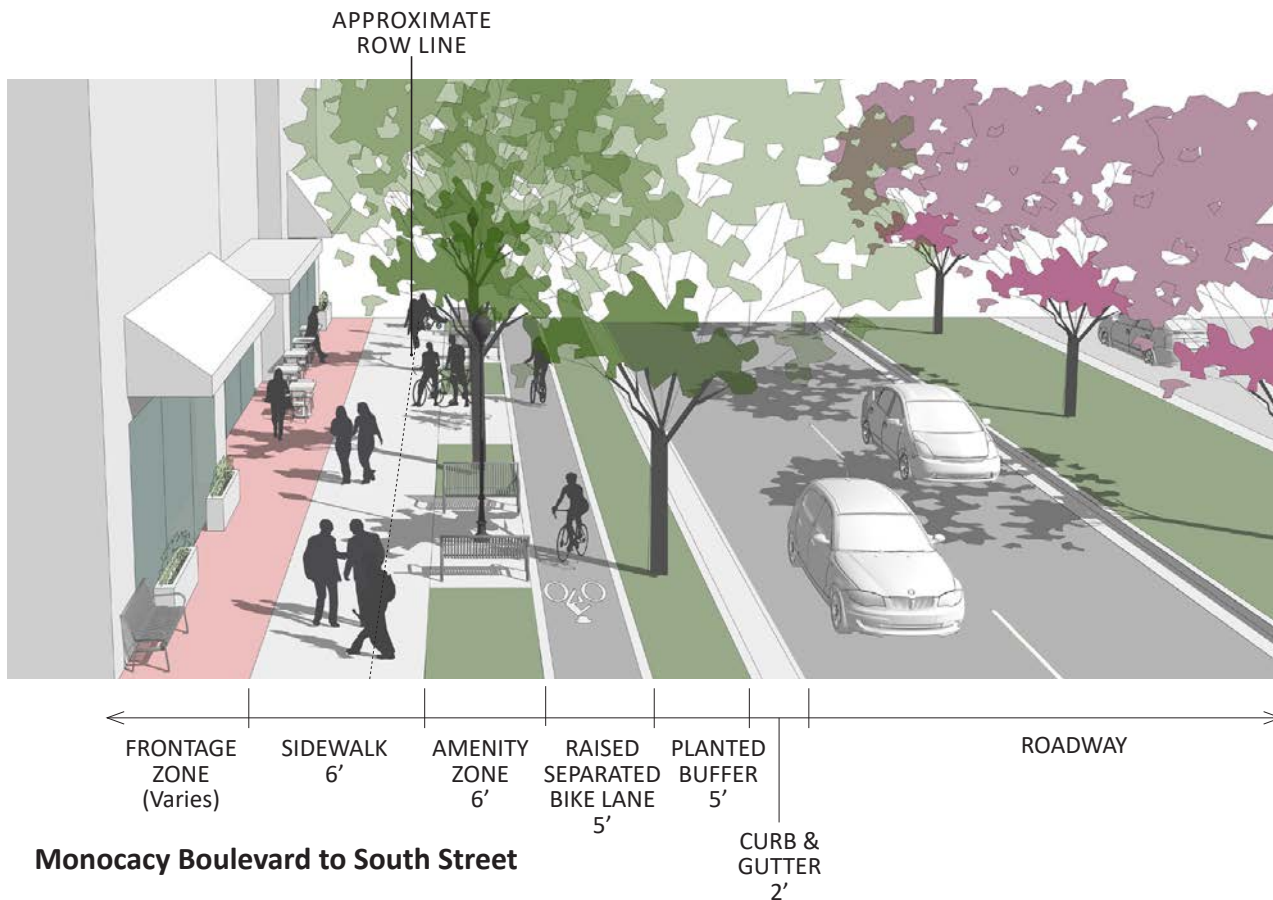 APPROXIMATE
ROW LINE
FRONTAGE
ZONE
(Varies)
SIDEWALK
6’
AMENITY
ZONE
6’
RAISED
SEPARATED
BIKE LANE
5’
PLANTED
BUFFER
5’
CURB &
GUTTER
2’
ROADWAY
Monocacy Boulevard to South Street